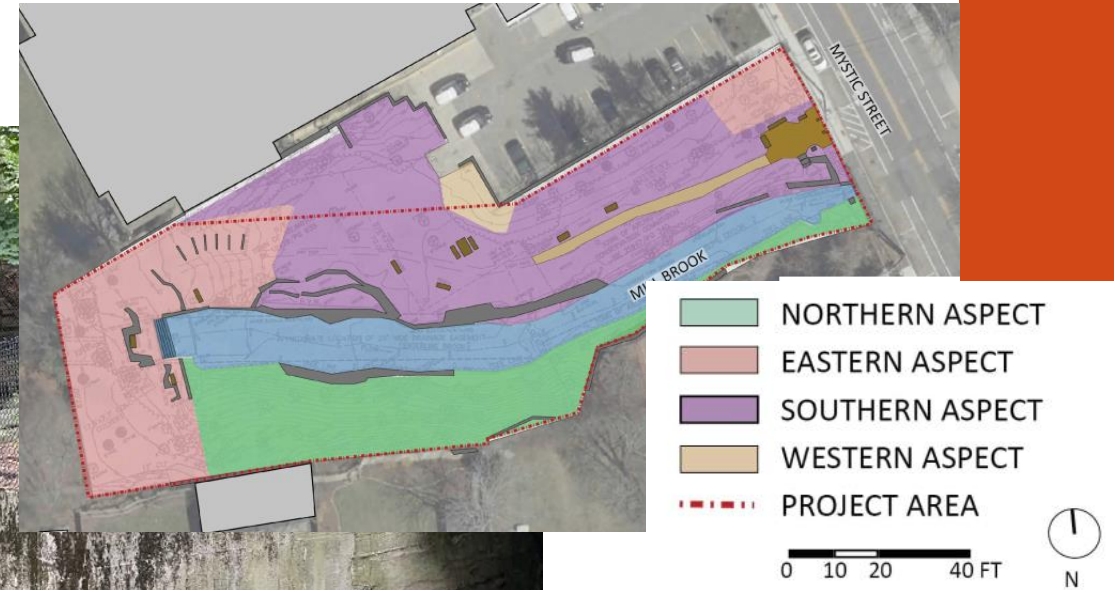 MYSTIC STREET
MILL BROOK
NORTHERN ASPECT
EASTERN ASPECT
SOUTHERN ASPECT
WESTERN ASPECT
PROJECT AREA
0 10 20 40 FT
N